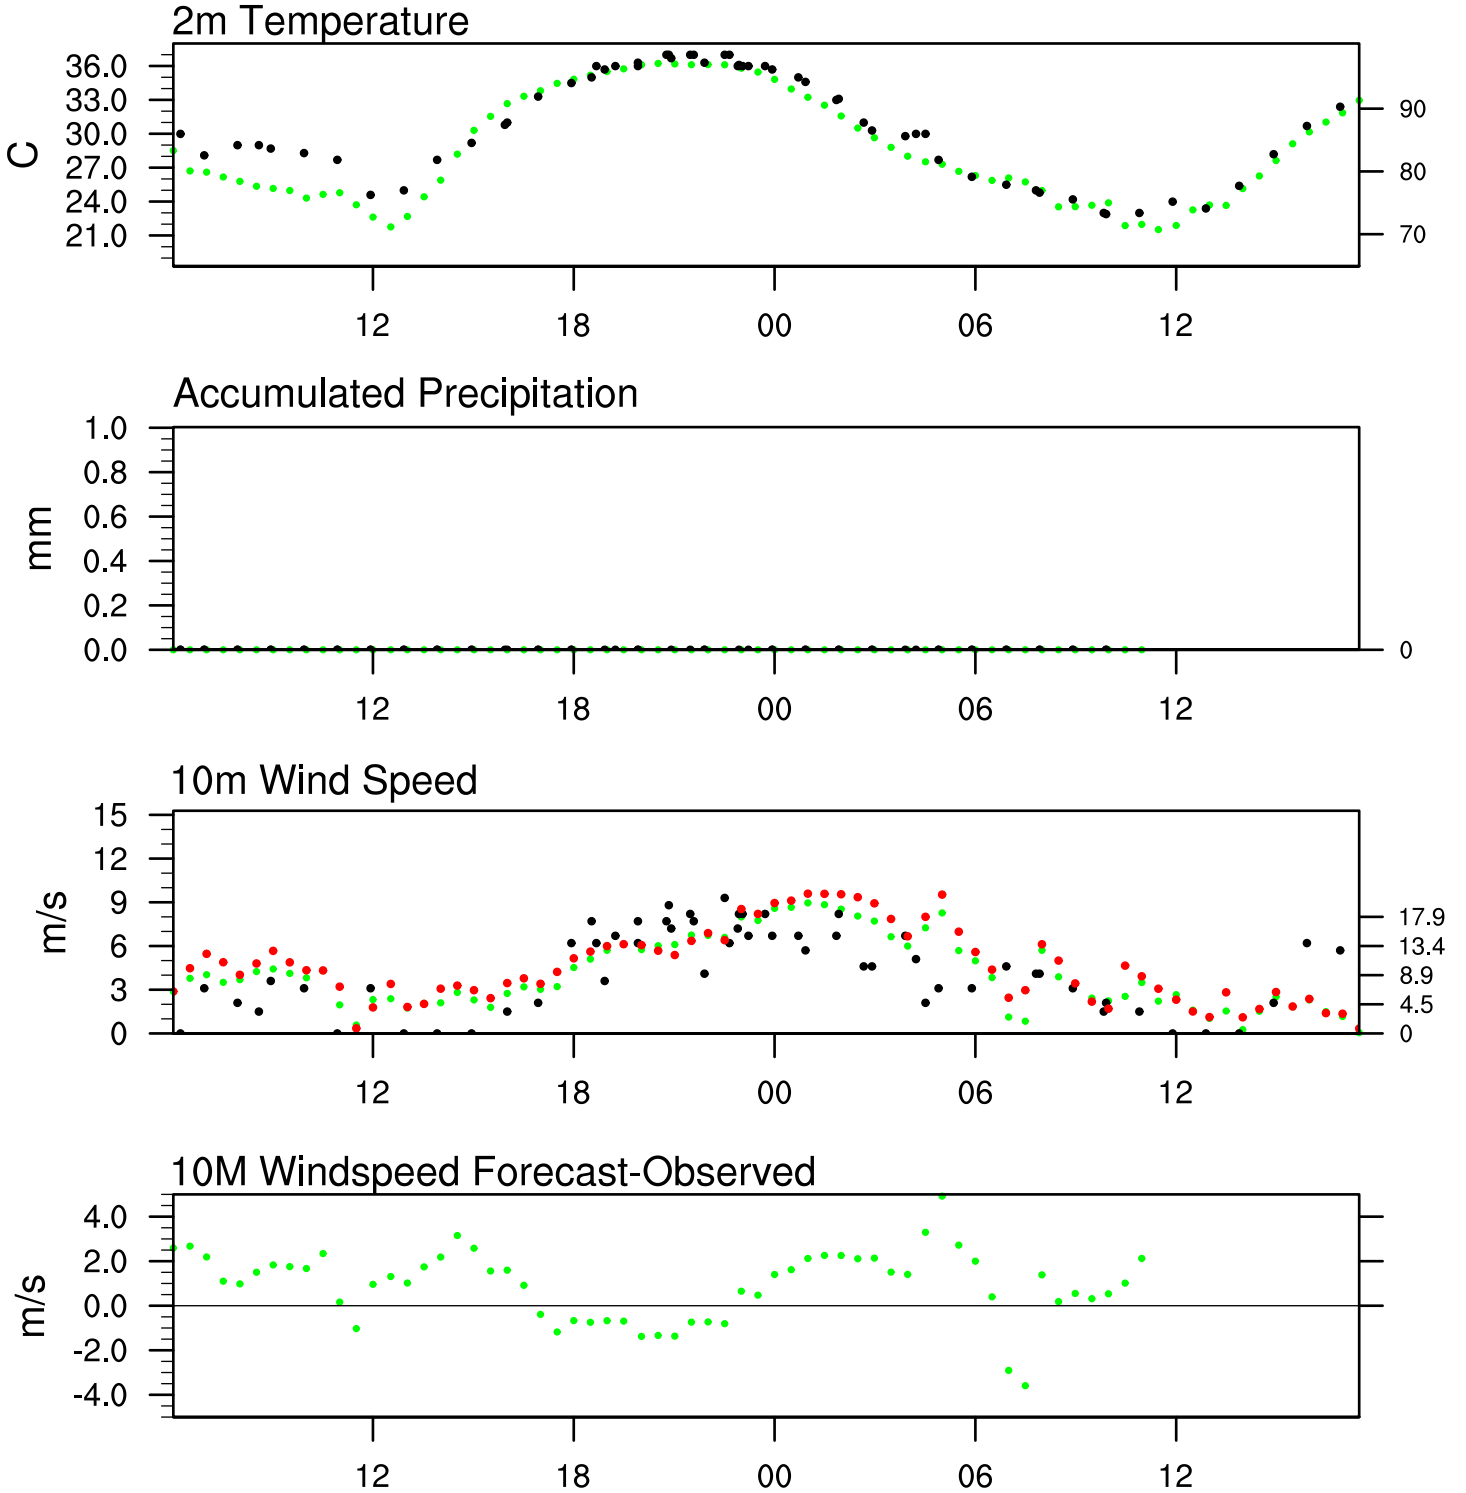 2m Temperature
36.0
33.0
30.0
27.0
24.0
21.0
C
90
80
70
12 18 00 06 12
Accumulated Precipitation
1.0
0.8
0.6
0.4
0.2
0.0
mm
0
12 18 00 06 12
10m Wind Speed
15
12
9
6
3
0
m/s
17.9
13.4
8.9
4.5
0
12 18 00 06 12
10M Windspeed Forecast-Observed
4.0
2.0
0.0
-2.0
-4.0
m/s
12 18 00 06 12